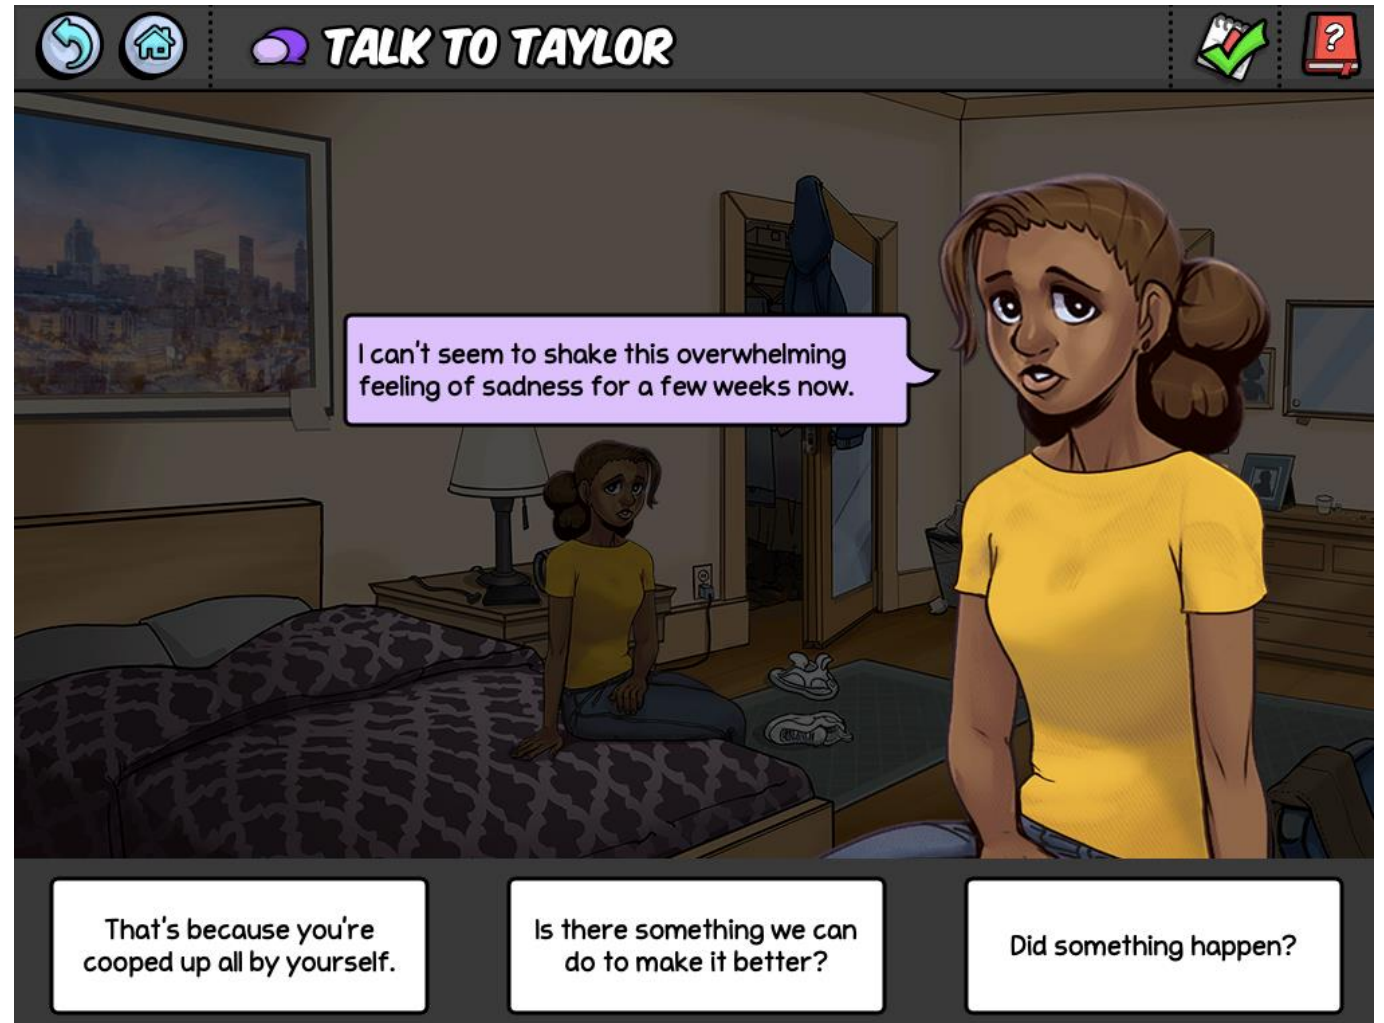 TALK TO TAYLOR
?
I can't seem to shake this overwhelming
feeling of sadness for a few weeks now.
That's because you're
cooped up all by yourself.
Is there something we can
do to make it better?
Did something happen?